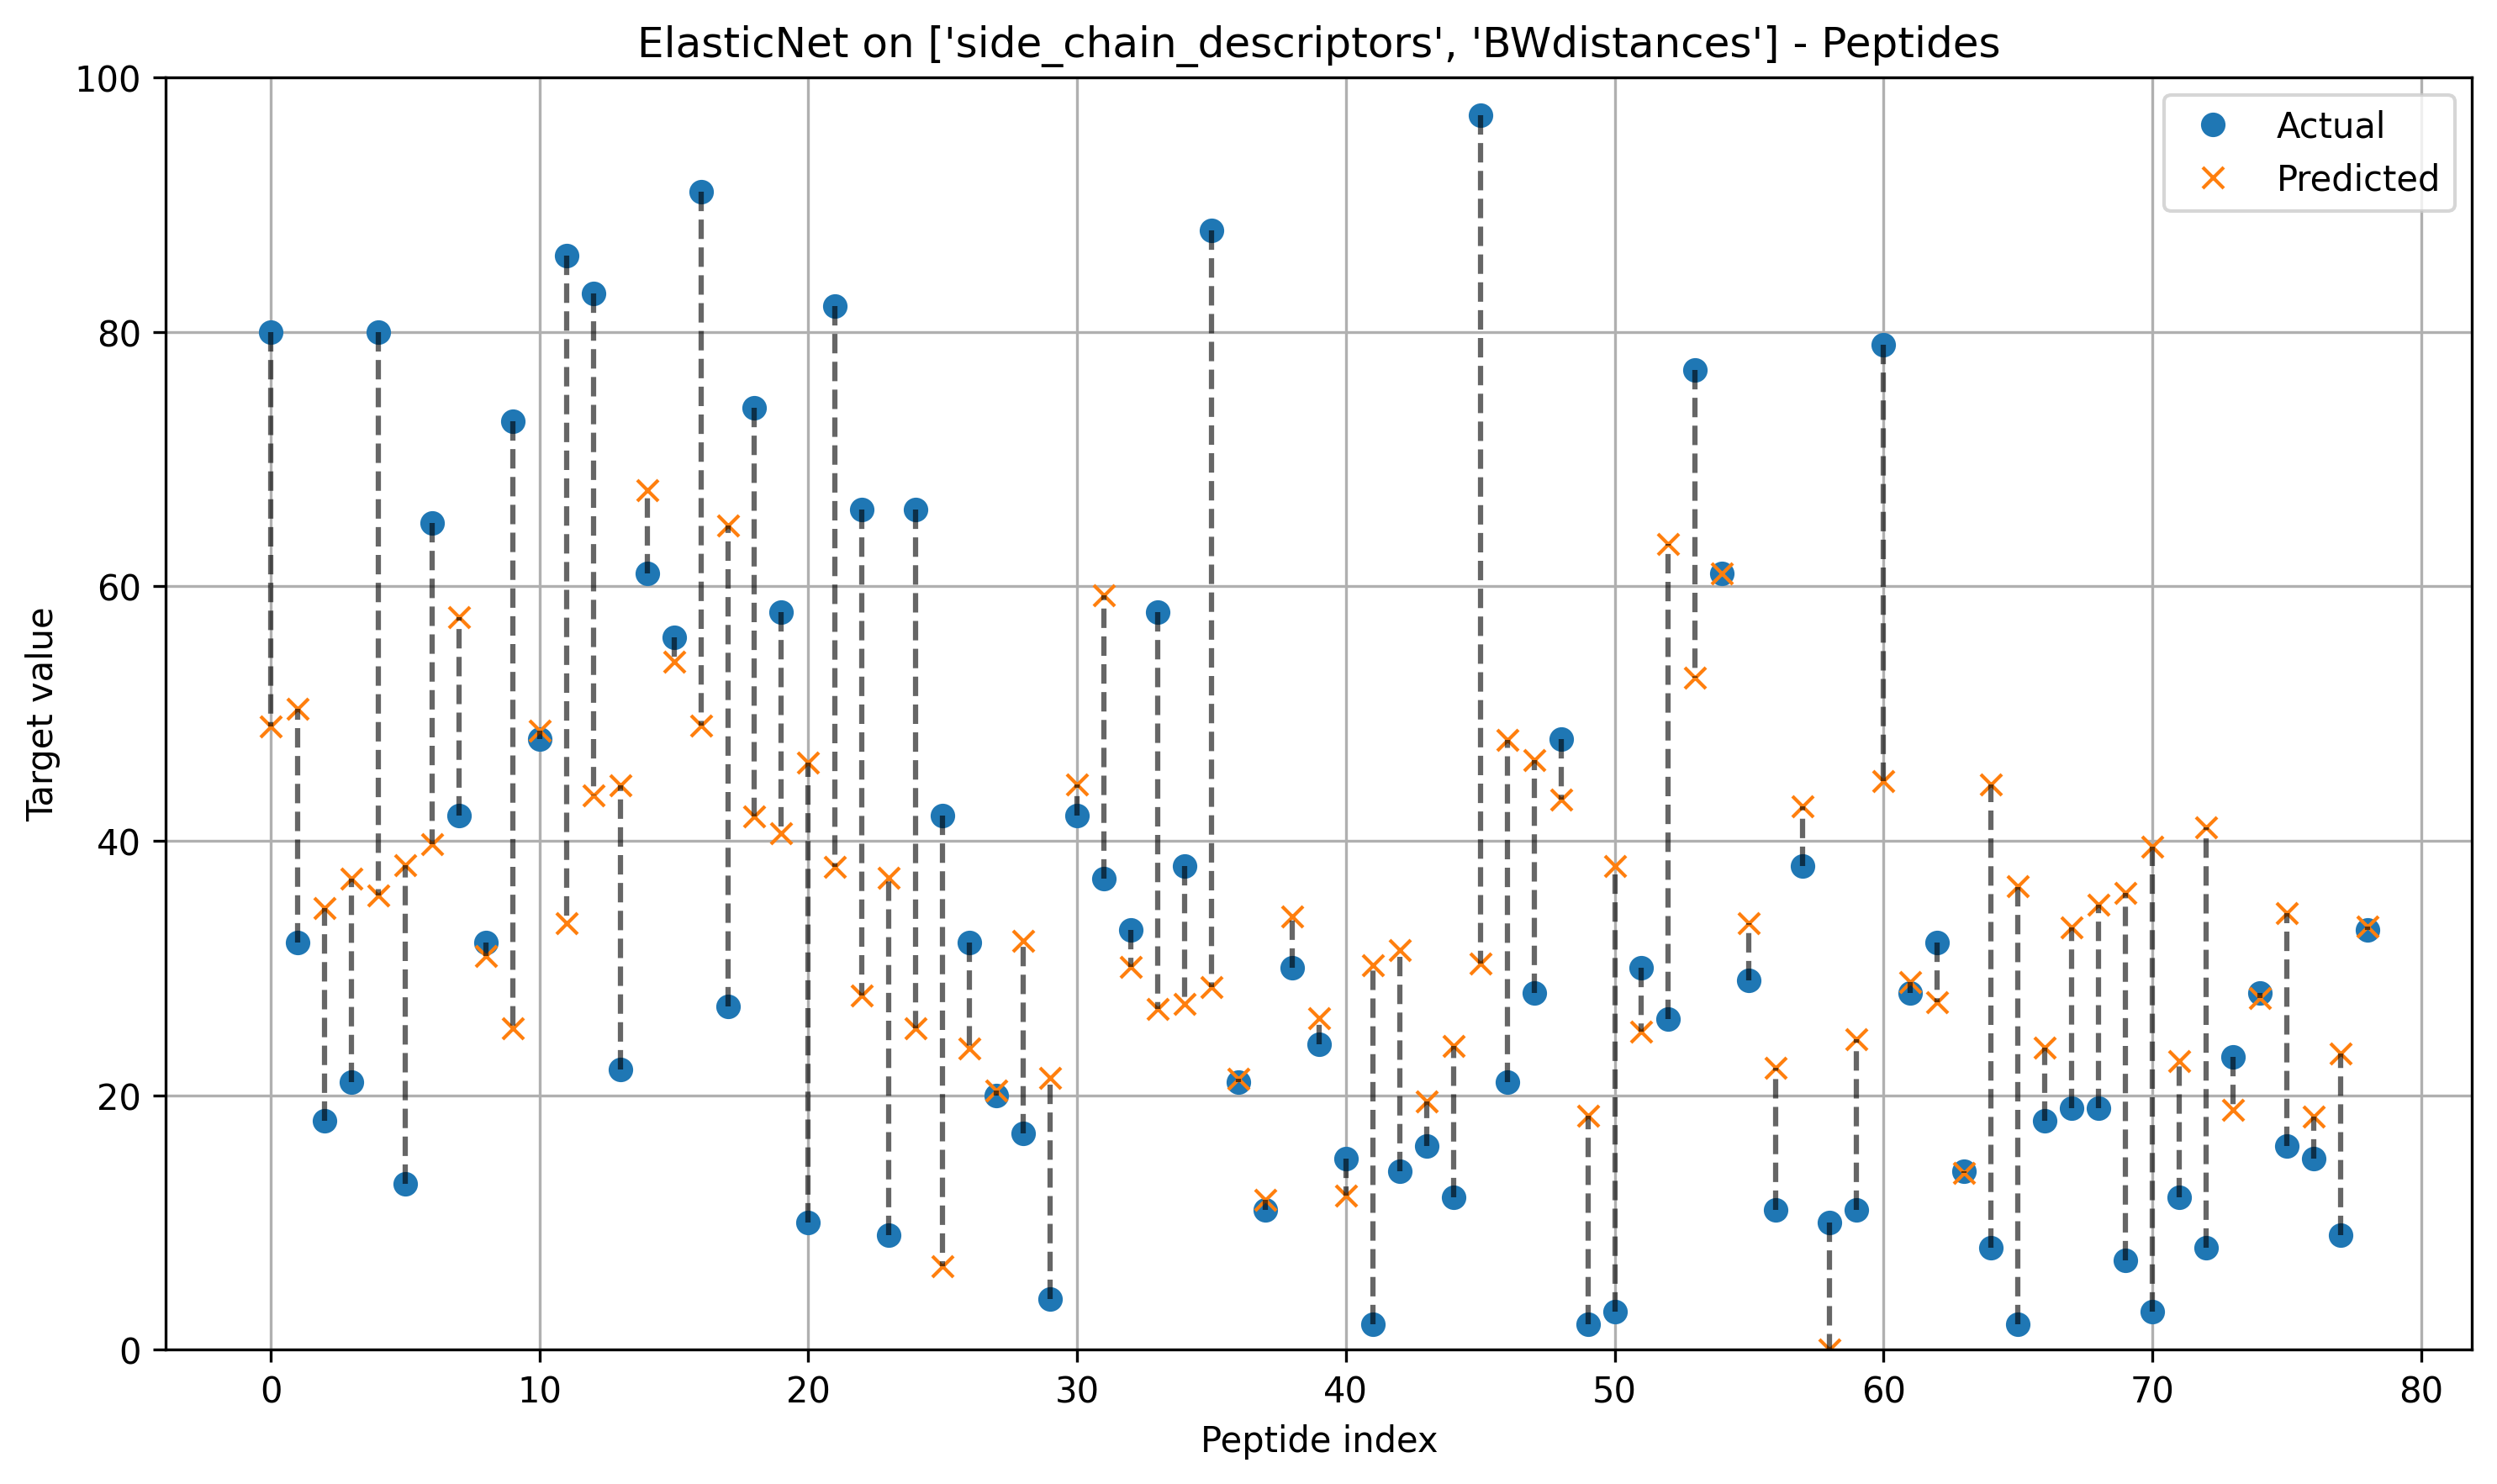 ElasticNet on ['side_chain_descriptors', 'BWdistances'] - Peptides
Actual
Predicted
Target value
100
80
60
40
20
0
0 10 20 30 40 50 60 70 80
Peptide index